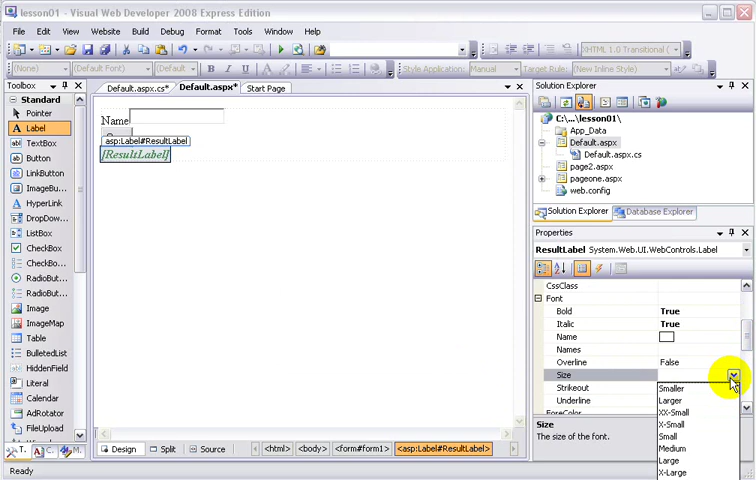 lesson01 - Visual Web Developer 2008 Express Edition
File Edit View Website Build Debug Format Tools Window Help
XHTML 1.0 Transitional (
(None) (Default Font) (Default B I U A Style Application: Manual Target Rule: (New Inline Style)
Toolbox
Standard
Pointer
Label
TextBox
Button
LinkButton
ImageBu...
HyperLink
DropDow...
ListBox
CheckBox
CheckBo...
RadioBut...
RadioBut...
Image
ImageMap
Table
BulletedList
HiddenField
Literal
Calendar
AdRotator
FileUpload
T. C. M.
Default.aspx.cs* Default.aspx* Start Page
Name
asp:Label#ResultLabel
[ResultLabel]
Design Split Source <html> <body> <form#form1> <asp:Label#ResultLabel>
Solution Explorer
C:\...\lesson01\
App_Data
Default.aspx
Default.aspx.cs
page2.aspx
pageone.aspx
web.config
Solution Explorer Database Explorer
Properties
ResultLabel System.Web.UI.WebControls.Label
CssClass
Font
Bold True
Italic True
Name
Names
Overline False
Size
Strikeout
Underline
ForeColor
Smaller
Larger
XX-Small
X-Small
Small
Medium
Large
X-Large
Size
The size of the font.
Ready